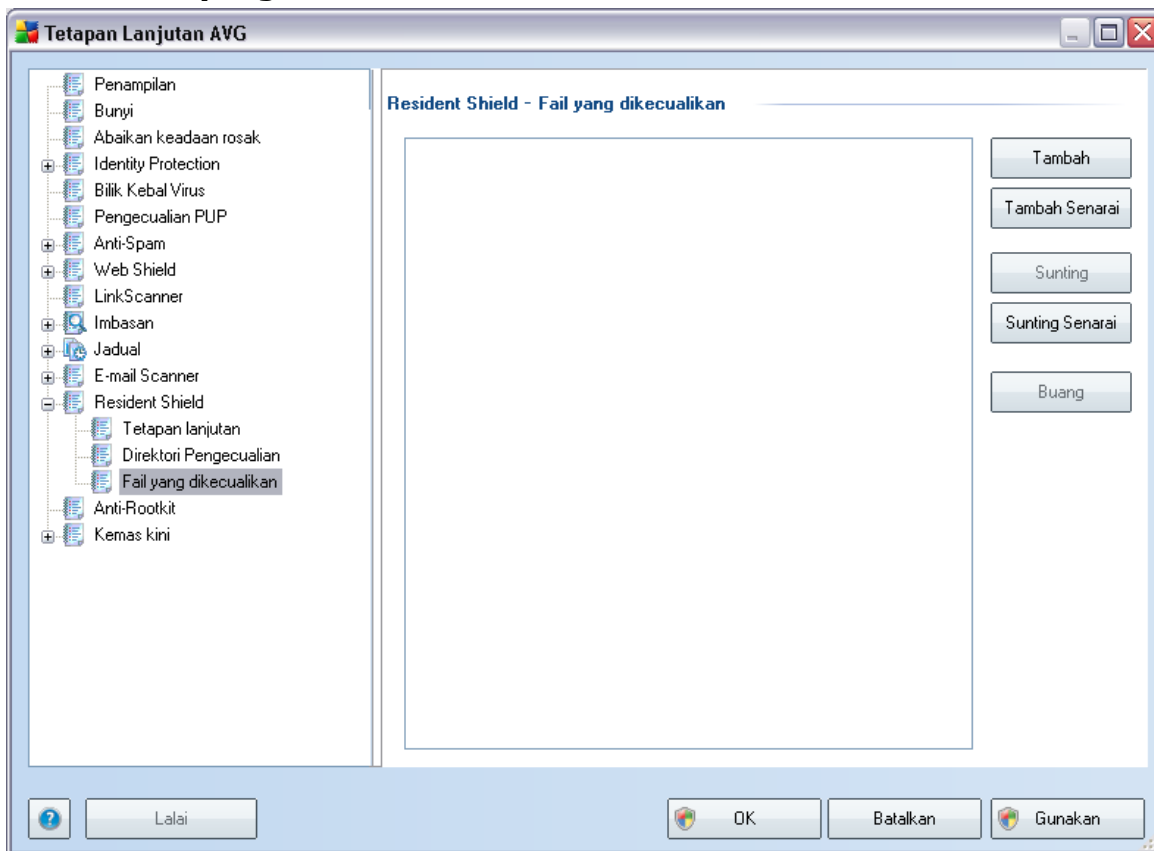 Tetapan Lanjutan AVG
Penampilan
Bunyi
Abaikan keadaan rosak
Identity Protection
Bilik Kebal Virus
Pengecualian PUP
Anti-Spam
Web Shield
LinkScanner
Imbasan
Jadual
E-mail Scanner
Resident Shield
Tetapan lanjutan
Direktori Pengecualian
Fail yang dikecualikan
Anti-Rootkit
Kemas kini
Resident Shield - Fail yang dikecualikan
Tambah
Tambah Senarai
Sunting
Sunting Senarai
Buang
Lalai
OK
Batalkan
Gunakan